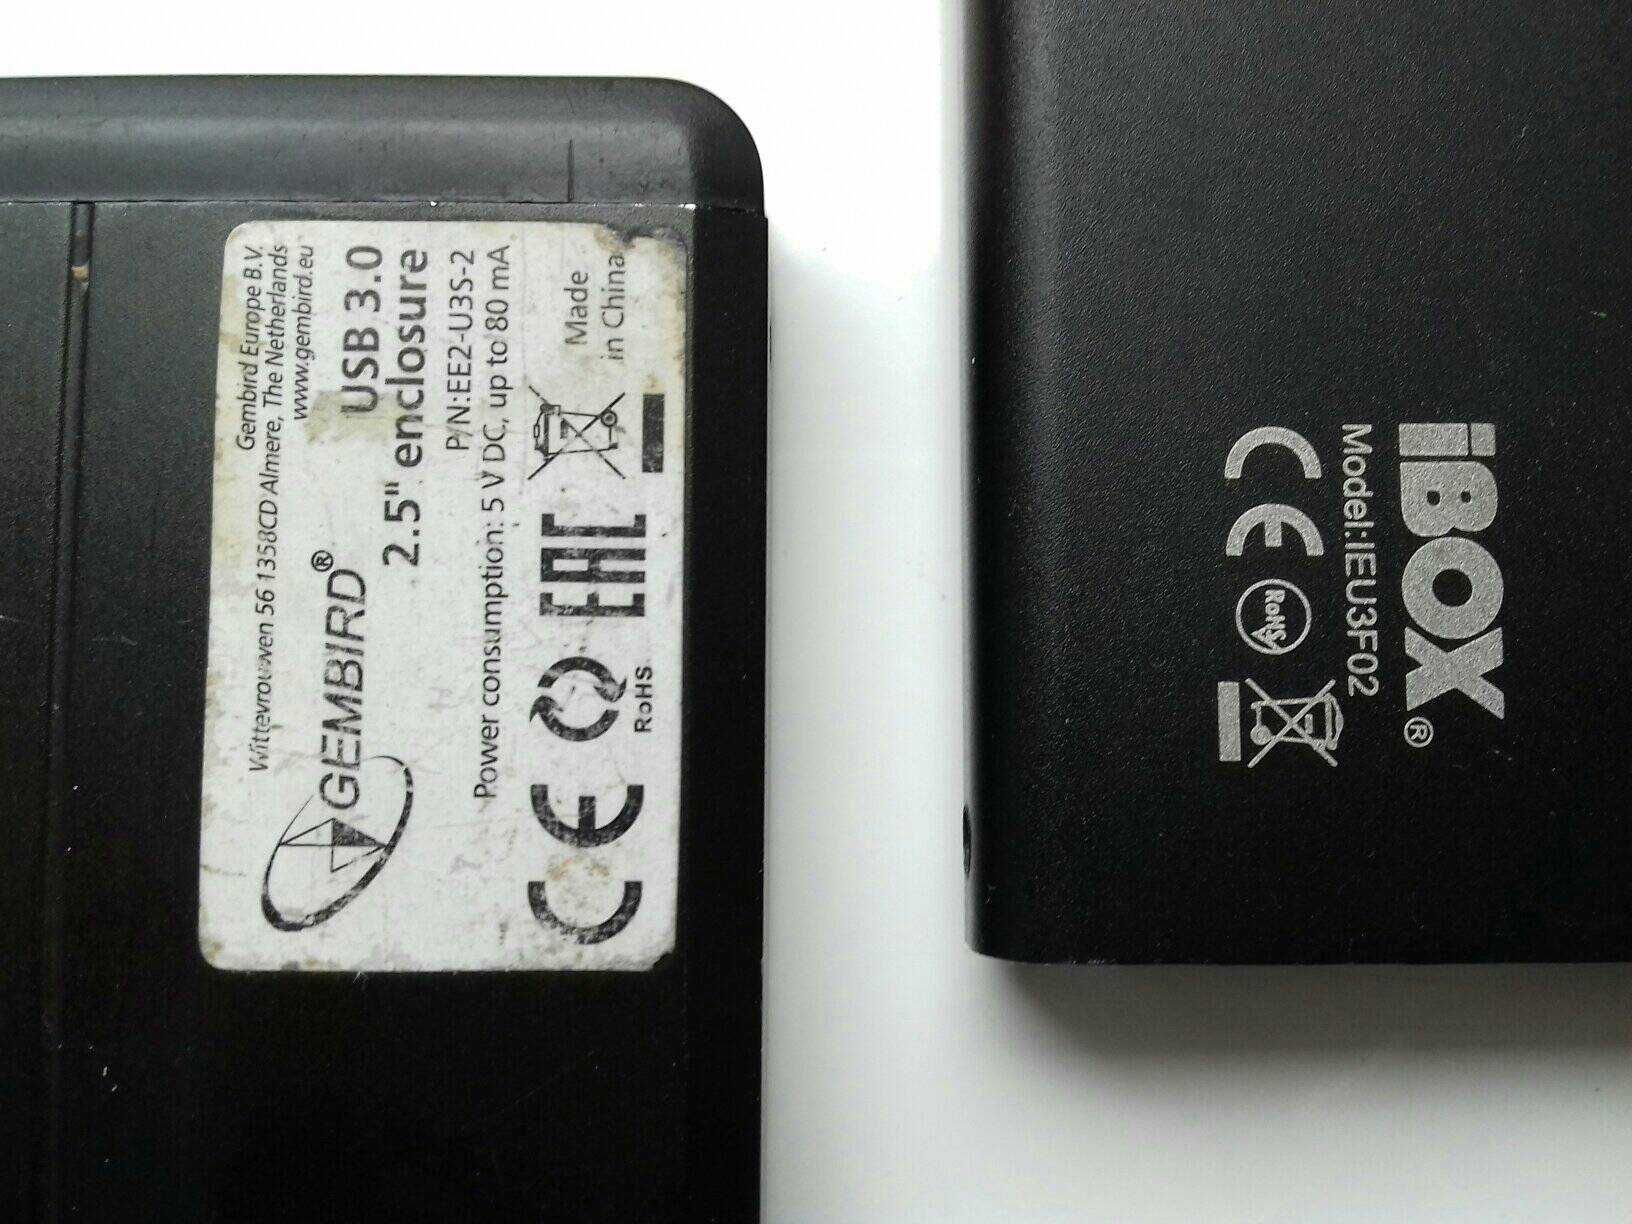 Gembird Europe B.V.
Wittevrouwen 56 1358CD Almere, The Netherlands
www.gembird.eu
GEMBIRD®
USB 3.0
2.5" enclosure
P/N:EE2-U3S-2
Power consumption: 5 V DC, up to 80 mA
CE
RoHS
EAC
Made
in China
iBOX®
Model:IEU3F02
CE RoHS